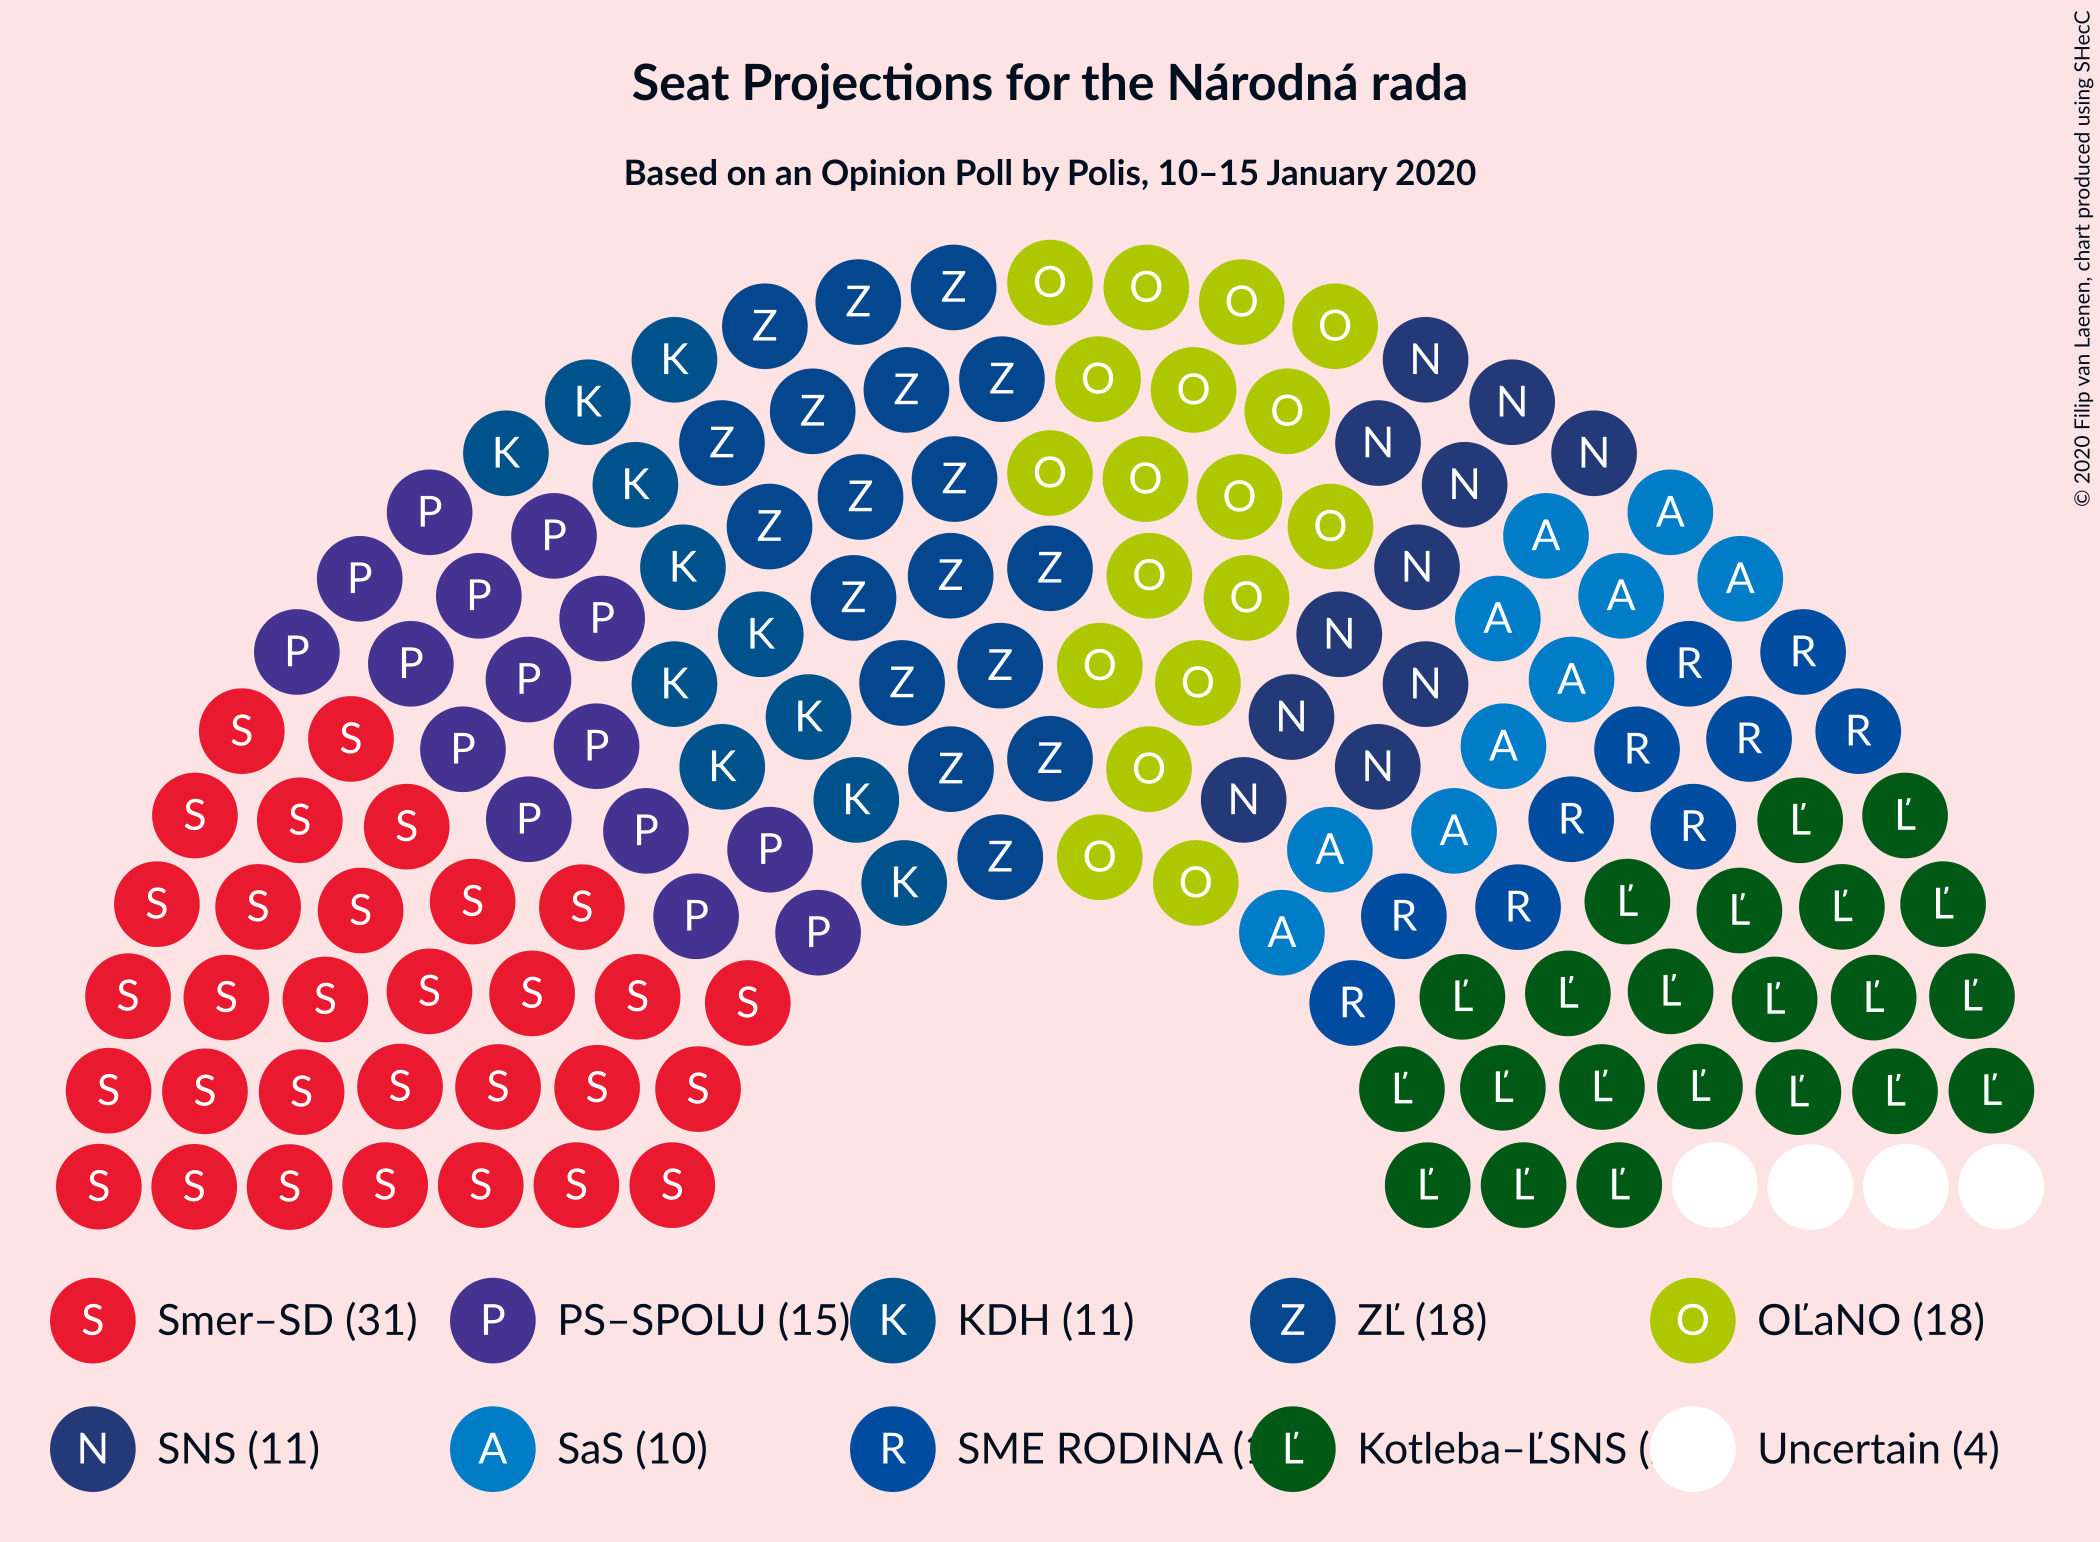 Seat Projections for the Národná rada
Based on an Opinion Poll by Polis, 10–15 January 2020
© 2020 Filip van Laenen, chart produced using SHecC
O
Z O
Z O
Z O
K Z N
Z O
Z O
K Z O N
Z O
K Z N
Z O
K Z O N
Z O
P K Z O N A
P K Z N A
P K Z O N A
P P Z O A A
P P K Z O N A
P P K Z O N A R
P P K Z O N A R
S P K Z O N R
S P P K Z O N A R R
S P K Z O N A R R
S S P P K N A R Ľ Ľ
S S P P A A R R Ľ
S S S S S K Z O O R R Ľ Ľ Ľ Ľ
S P P A R
S S S S S S S R Ľ Ľ Ľ Ľ Ľ Ľ
S S S S S S S Ľ Ľ Ľ Ľ Ľ Ľ Ľ
S S S S S S S Ľ Ľ Ľ
S Smer–SD (31) P PS–SPOLU (15) K KDH (11) Z ZĽ (18) O OĽaNO (18)
N SNS (11) A SaS (10) R SME RODINA ( Ľ Kotleba–ĽSNS ( Uncertain (4)